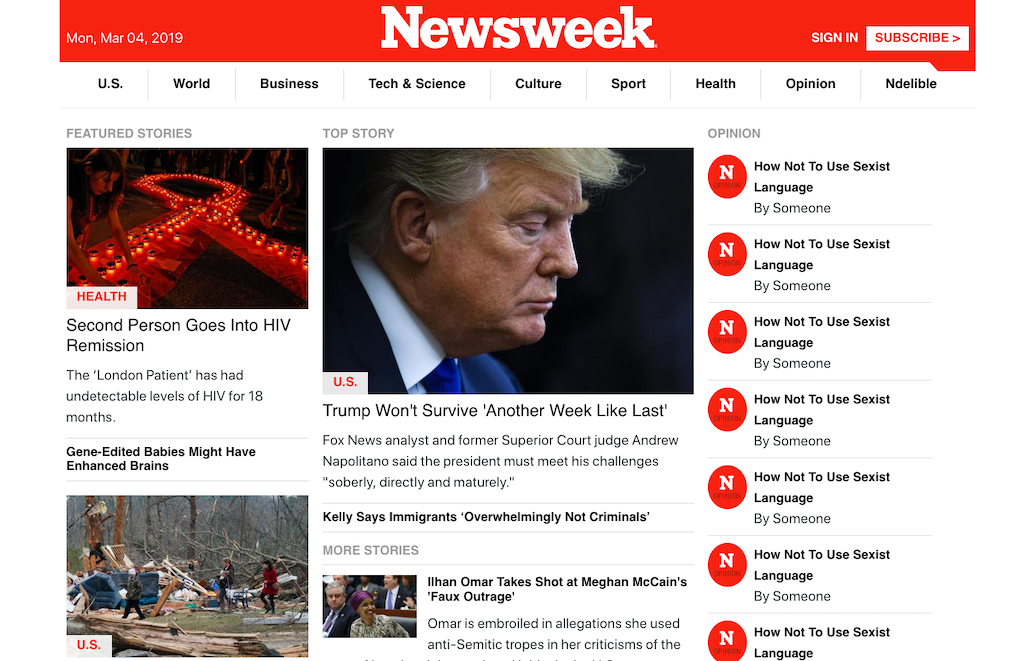 Mon, Mar 04, 2019
Newsweek
SIGN IN
SUBSCRIBE >
U.S.
World
Business
Tech & Science
Culture
Sport
Health
Opinion
Ndelible
FEATURED STORIES
HEALTH
Second Person Goes Into HIV
Remission
The ‘London Patient’ has had
undetectable levels of HIV for 18
months.
Gene-Edited Babies Might Have
Enhanced Brains
U.S.
TOP STORY
U.S.
Trump Won't Survive 'Another Week Like Last'
Fox News analyst and former Superior Court judge Andrew
Napolitano said the president must meet his challenges
"soberly, directly and maturely."
Kelly Says Immigrants ‘Overwhelmingly Not Criminals’
MORE STORIES
Ilhan Omar Takes Shot at Meghan McCain's
'Faux Outrage'
Omar is embroiled in allegations she used
anti-Semitic tropes in her criticisms of the
OPINION
N
OPINION
How Not To Use Sexist
Language
By Someone
N
OPINION
How Not To Use Sexist
Language
By Someone
N
OPINION
How Not To Use Sexist
Language
By Someone
N
OPINION
How Not To Use Sexist
Language
By Someone
N
OPINION
How Not To Use Sexist
Language
By Someone
N
OPINION
How Not To Use Sexist
Language
By Someone
N
OPINION
How Not To Use Sexist
Language